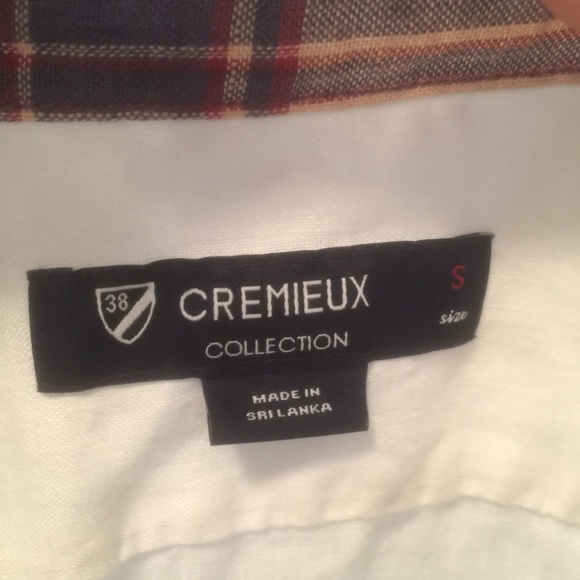 38
CREMIEUX
COLLECTION
S
size
MADE IN
SRI LANKA